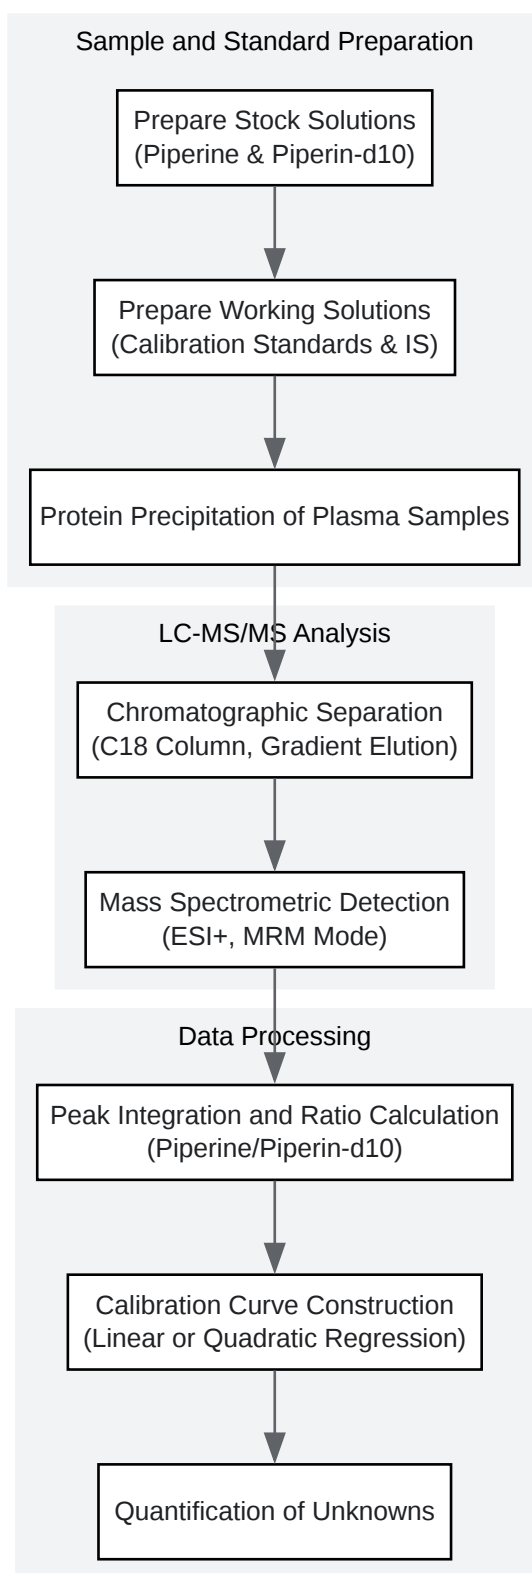 Sample and Standard Preparation
Prepare Stock Solutions
(Piperine & Piperin-d10)
Prepare Working Solutions
(Calibration Standards & IS)
Protein Precipitation of Plasma Samples
LC-MS/MS Analysis
Chromatographic Separation
(C18 Column, Gradient Elution)
Mass Spectrometric Detection
(ESI+, MRM Mode)
Data Processing
Peak Integration and Ratio Calculation
(Piperine/Piperin-d10)
Calibration Curve Construction
(Linear or Quadratic Regression)
Quantification of Unknowns